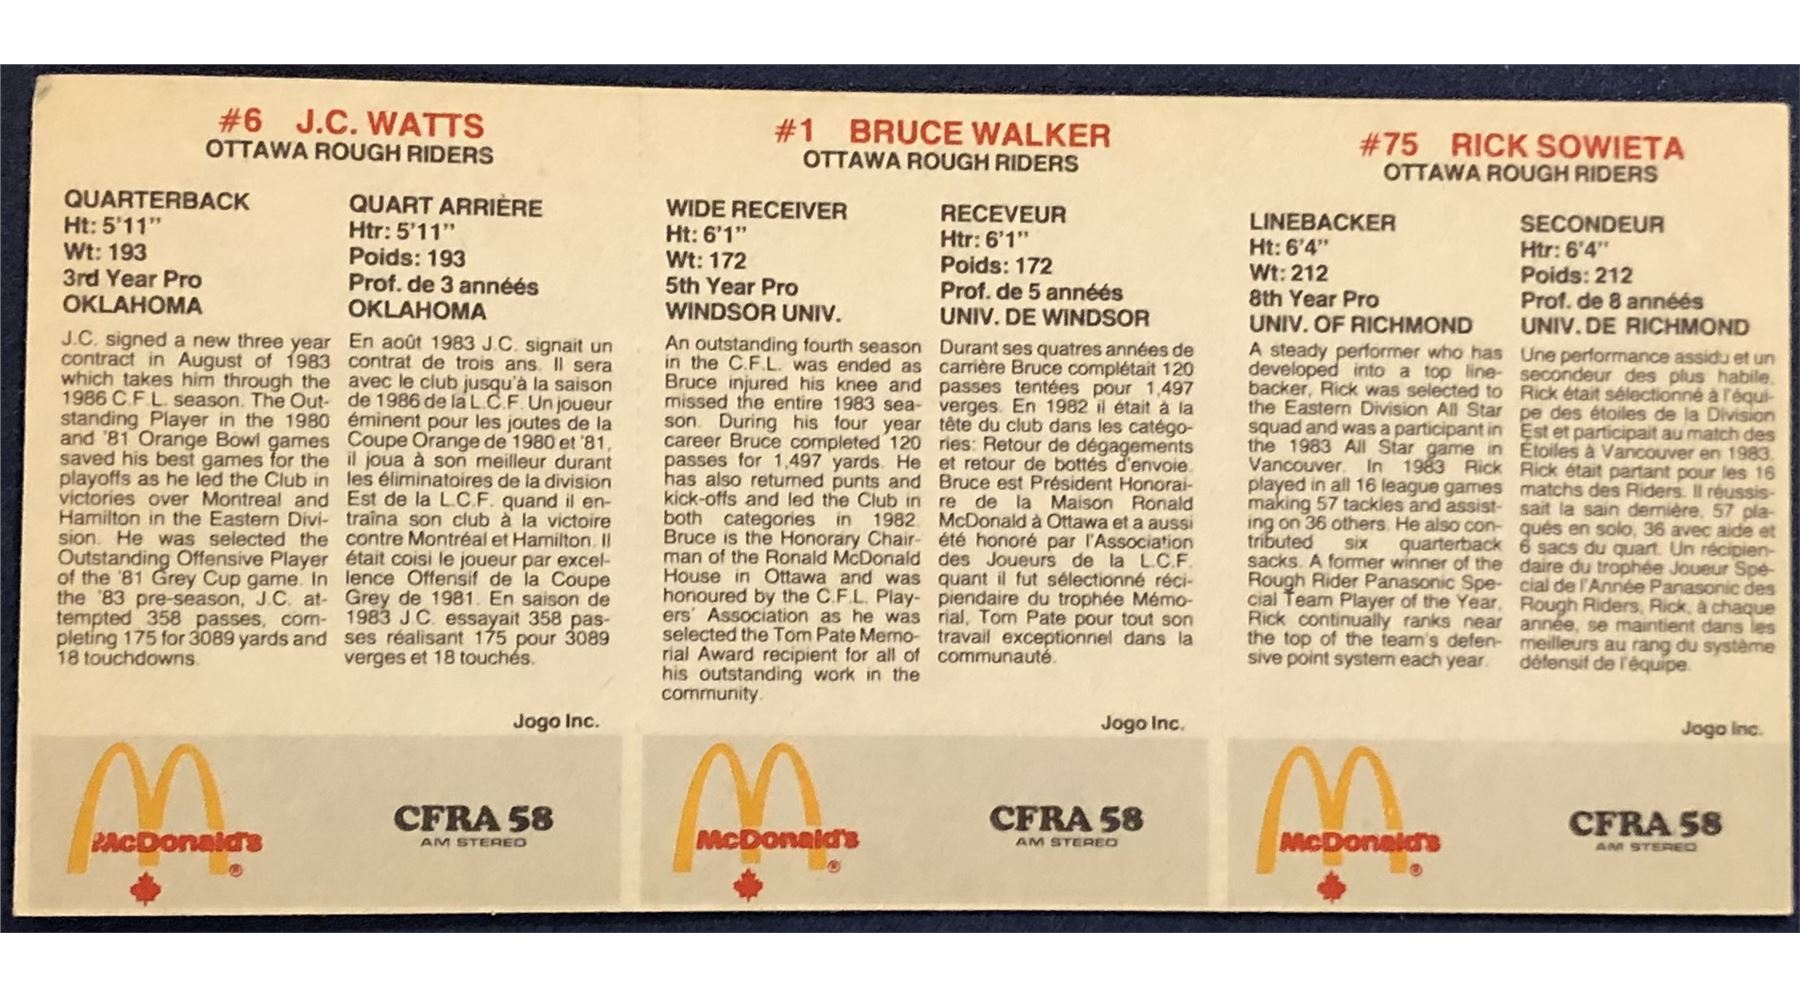 #6 J.C. WATTS
OTTAWA ROUGH RIDERS
QUARTERBACK
Ht: 5'11"
Wt: 193
3rd Year Pro
OKLAHOMA
J.C. signed a new three year
contract in August of 1983
which takes him through the
1986 C.F.L. season. The Out-
standing Player in the 1980
and '81 Orange Bowl games
saved his best games for the
playoffs as he led the Club in
victories over Montreal and
Hamilton in the Eastern Divi-
sion. He was selected the
Outstanding Offensive Player
of the '81 Grey Cup game. In
the '83 pre-season, J.C. at-
tempted 358 passes, com-
pleting 175 for 3089 yards and
18 touchdowns.
QUART ARRIÈRE
Htr: 5'11"
Poids: 193
Prof. de 3 annéés
OKLAHOMA
En août 1983 J.C. signait un
contrat de trois ans. Il sera
avec le club jusqu'à la saison
de 1986 de la L.C.F. Un joueur
éminent pour les joutes de la
Coupe Orange de 1980 et '81,
il joua à son meilleur durant
les éliminatoires de la division
Est de la L.C.F. quand il en-
traîna son club à la victoire
contre Montréal et Hamilton. Il
était coisi le joueur par excel-
lence Offensif de la Coupe
Grey de 1981. En saison de
1983 J.C. essayait 358 pas-
ses réalisant 175 pour 3089
verges et 18 touchés.
Jogo Inc.
McDonald's
®
CFRA 58
AM STEREO
#1 BRUCE WALKER
OTTAWA ROUGH RIDERS
WIDE RECEIVER
Ht: 6'1"
Wt: 172
5th Year Pro
WINDSOR UNIV.
An outstanding fourth season
in the C.F.L. was ended as
Bruce injured his knee and
missed the entire 1983 sea-
son. During his four year
career Bruce completed 120
passes for 1,497 yards. He
has also returned punts and
kick-offs and led the Club in
both categories in 1982.
Bruce is the Honorary Chair-
man of the Ronald McDonald
House in Ottawa and was
honoured by the C.F.L. Play-
ers' Association as he was
selected the Tom Pate Memo-
rial Award recipient for all of
his outstanding work in the
community.
RECEVEUR
Htr: 6'1"
Poids: 172
Prof. de 5 annéés
UNIV. DE WINDSOR
Durant ses quatres années de
carrière Bruce complétait 120
passes tentées pour 1,497
verges. En 1982 il était à la
tête du club dans les catégo-
ries: Retour de dégagements
et retour de bottés d'envoie.
Bruce est Président Honorai-
re de la Maison Ronald
McDonald à Ottawa et a aussi
été honoré par l'Association
des Joueurs de la L.C.F.
quant il fut sélectionné réci-
piendaire du trophée Mémo-
rial, Tom Pate pour tout son
travail exceptionnel dans la
communauté.
Jogo Inc.
McDonald's
®
CFRA 58
AM STEREO
#75 RICK SOWIETA
OTTAWA ROUGH RIDERS
LINEBACKER
Ht: 6'4"
Wt: 212
8th Year Pro
UNIV. OF RICHMOND
A steady performer who has
developed into a top line-
backer, Rick was selected to
the Eastern Division All Star
squad and was a participant in
the 1983 All Star game in
Vancouver. In 1983 Rick
played in all 16 league games
making 57 tackles and assist-
ing on 36 others. He also con-
tributed six quarterback
sacks. A former winner of the
Rough Rider Panasonic Spe-
cial Team Player of the Year,
Rick continually ranks near
the top of the team's defen-
sive point system each year.
SECONDEUR
Htr: 6'4"
Poids: 212
Prof. de 8 annéés
UNIV. DE RICHMOND
Une performance assidu et un
secondeur des plus habile.
Rick était sélectionné à l'équi-
pe des étoiles de la Division
Est et participait au match des
Étoiles à Vancouver en 1983.
Rick était partant pour les 16
matchs des Riders. Il réussis-
sait la sain dernière, 57 pla-
qués en solo, 36 avec aide et
6 sacs du quart. Un récipien-
daire du trophée Joueur Spé-
cial de l'Année Panasonic des
Rough Riders, Rick, à chaque
année, se maintient dans les
meilleurs au rang du système
défensif de l'équipe.
Jogo Inc.
McDonald's
®
CFRA 58
AM STEREO